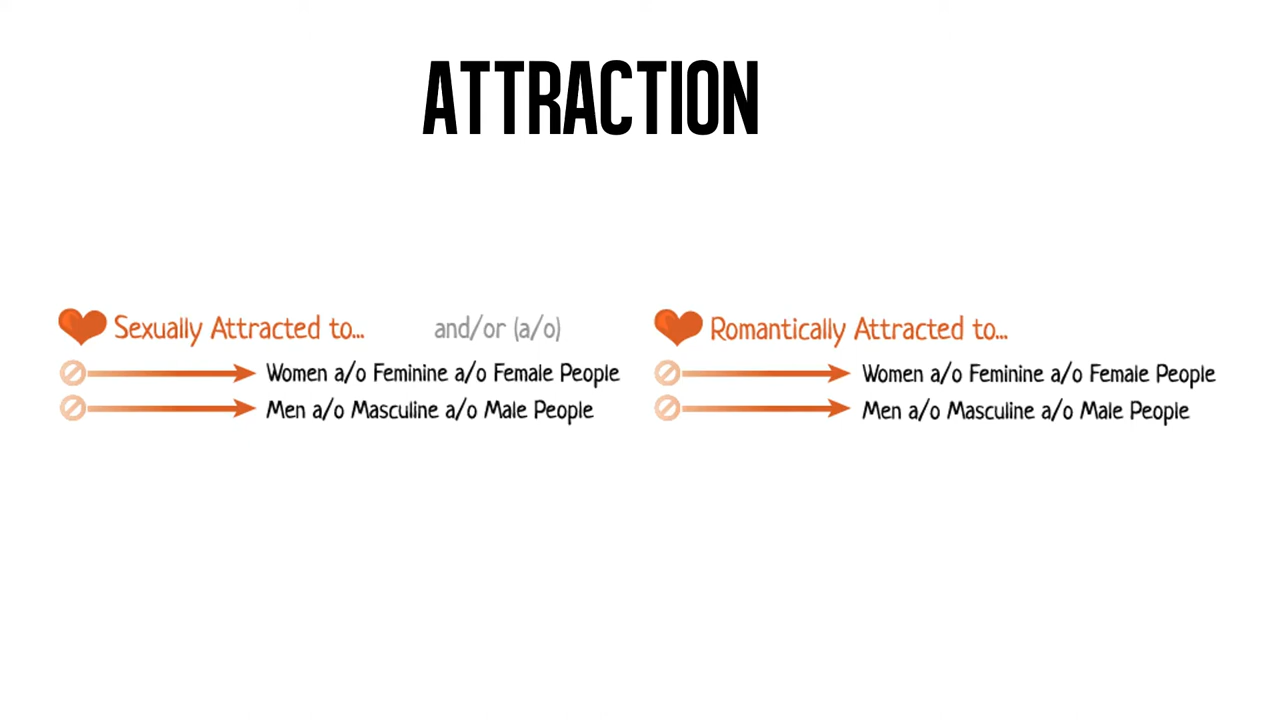 ATTRACTION
Sexually Attracted to... and/or (a/o)
Women a/o Feminine a/o Female People
Men a/o Masculine a/o Male People
Romantically Attracted to...
Women a/o Feminine a/o Female People
Men a/o Masculine a/o Male People